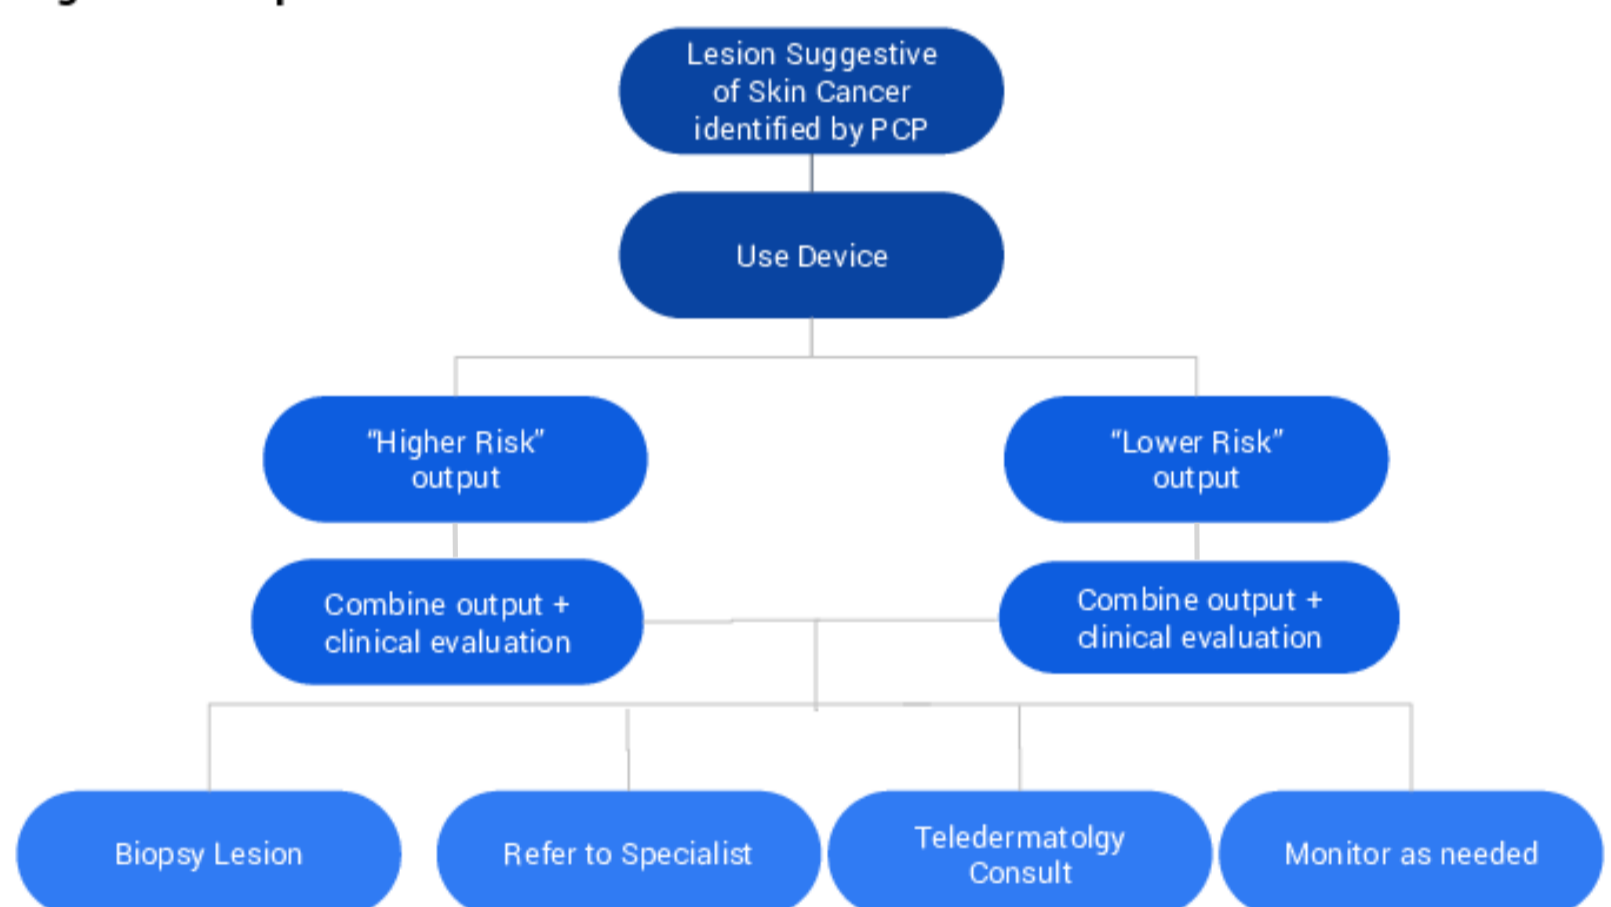 Lesion Suggestive
of Skin Cancer
identified by PCP
Use Device
“Higher Risk”
output
“Lower Risk”
output
Combine output +
clinical evaluation
Combine output +
clinical evaluation
Biopsy Lesion
Refer to Specialist
Teledermatolgy
Consult
Monitor as needed